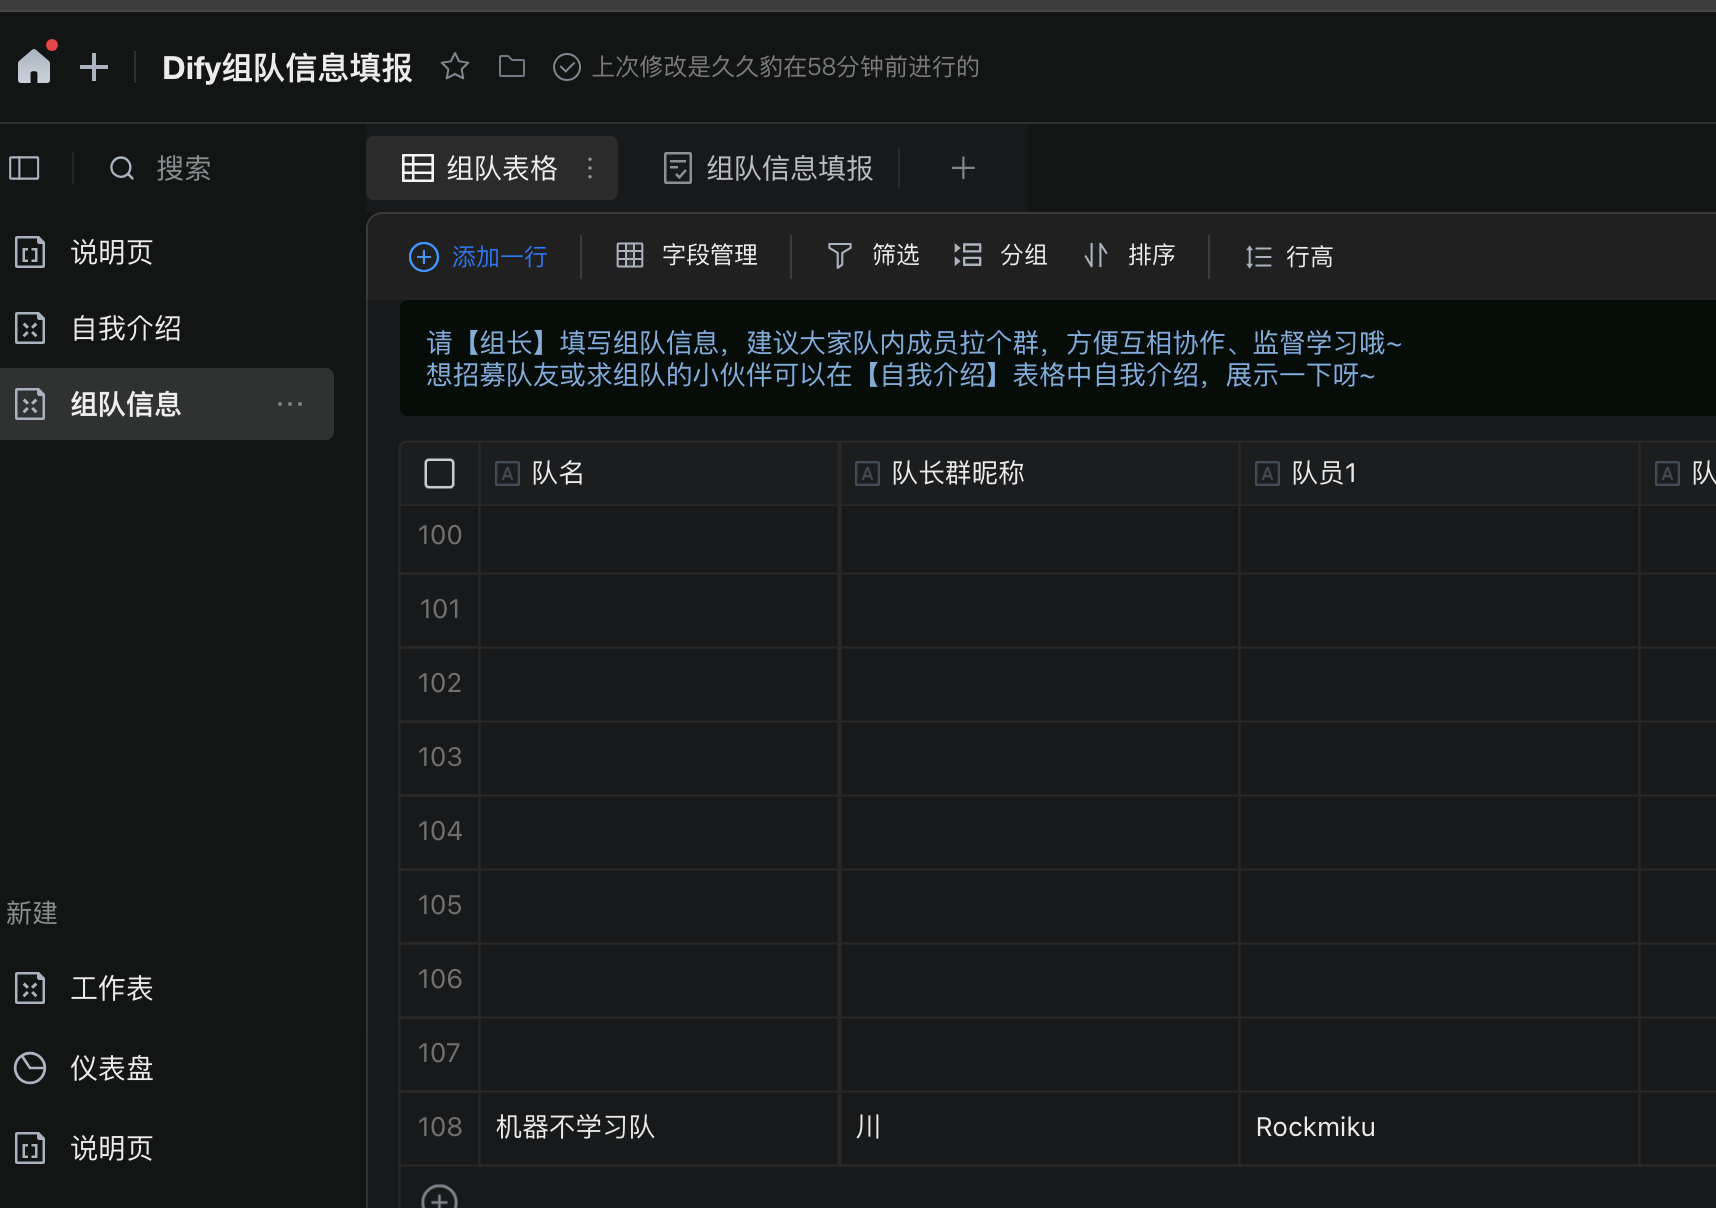 Dify组队信息填报
上次修改是久久豹在58分钟前进行的
搜索
说明页
自我介绍
组队信息
新建
工作表
仪表盘
说明页
组队表格
组队信息填报
添加一行
字段管理
筛选
分组
排序
行高
请【组长】填写组队信息，建议大家队内成员拉个群，方便互相协作、监督学习哦~
想招募队友或求组队的小伙伴可以在【自我介绍】表格中自我介绍，展示一下呀~
A 队名 A 队长群昵称 A 队员1 A 队
100
101
102
103
104
105
106
107
108 机器不学习队 川 Rockmiku